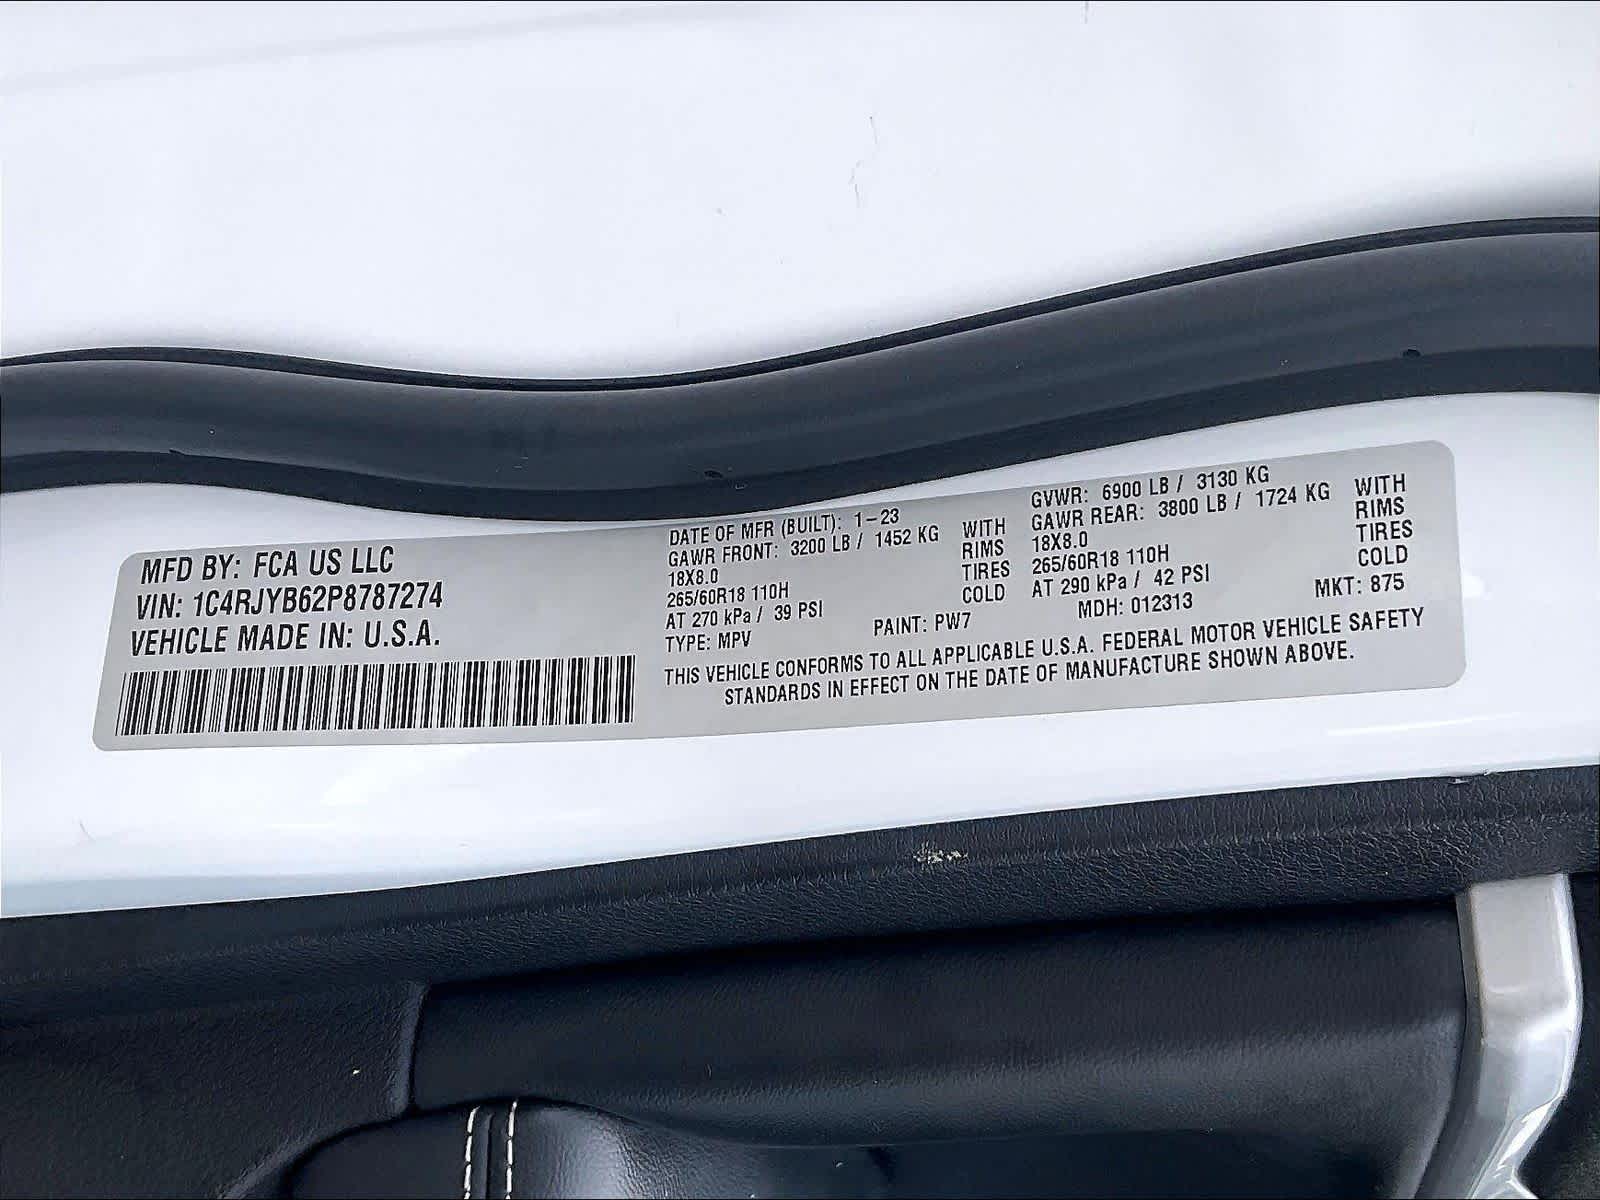 MFD BY: FCA US LLC
VIN: 1C4RJYB62P8787274
VEHICLE MADE IN: U.S.A.
DATE OF MFR (BUILT): 1-23
GAWR FRONT: 3200 LB / 1452 KG WITH
18X8.0 RIMS
265/60R18 110H TIRES
AT 270 kPa / 39 PSI COLD
GVWR: 6900 LB / 3130 KG
GAWR REAR: 3800 LB / 1724 KG WITH
18X8.0 RIMS
265/60R18 110H TIRES
AT 290 kPa / 42 PSI COLD
TYPE: MPV PAINT: PW7 MDH: 012313 MKT: 875
THIS VEHICLE CONFORMS TO ALL APPLICABLE U.S.A. FEDERAL MOTOR VEHICLE SAFETY
STANDARDS IN EFFECT ON THE DATE OF MANUFACTURE SHOWN ABOVE.